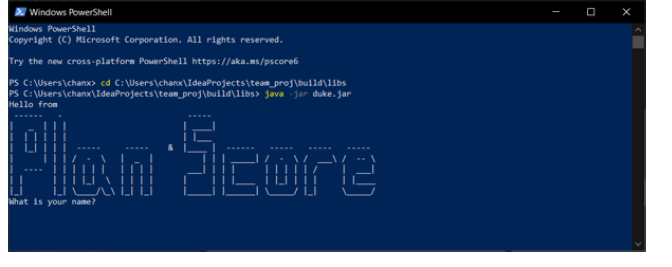 Windows PowerShell
Windows PowerShell
Copyright (C) Microsoft Corporation. All rights reserved.
Try the new cross-platform PowerShell https://aka.ms/pscore6
PS C:\Users\chanx> cd C:\Users\chanx\IdeaProjects\team_proj\build\libs
PS C:\Users\chanx\IdeaProjects\team_proj\build\libs> java -jar duke.jar
Hello from
Plan & Score
What is your name?